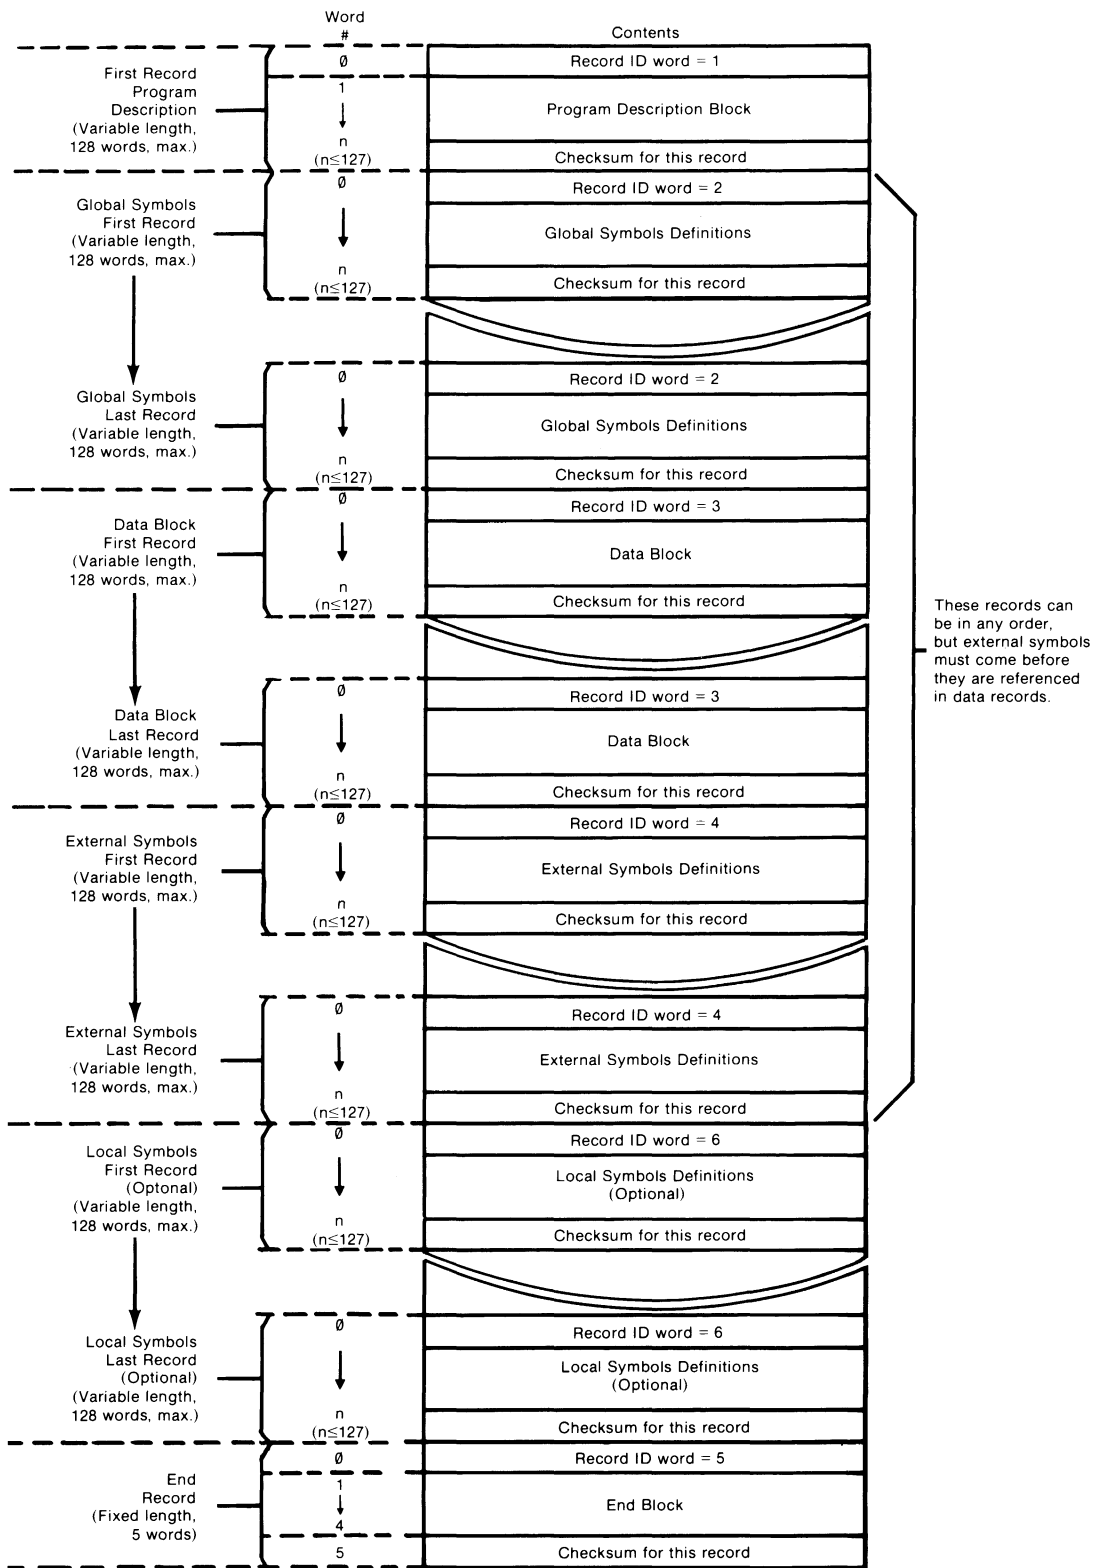 Word
#
Contents
First Record
Program
Description
(Variable length,
128 words, max.)
Ø
Record ID word = 1
1
Program Description Block
n
(n≤127)
Checksum for this record
Global Symbols
First Record
(Variable length,
128 words, max.)
Ø
Record ID word = 2
Global Symbols Definitions
n
(n≤127)
Checksum for this record
Global Symbols
Last Record
(Variable length,
128 words, max.)
Ø
Record ID word = 2
Global Symbols Definitions
n
(n≤127)
Checksum for this record
Data Block
First Record
(Variable length,
128 words, max.)
Ø
Record ID word = 3
Data Block
n
(n≤127)
Checksum for this record
These records can
be in any order,
but external symbols
must come before
they are referenced
in data records.
Data Block
Last Record
(Variable length,
128 words, max.)
Ø
Record ID word = 3
Data Block
n
(n≤127)
Checksum for this record
External Symbols
First Record
(Variable length,
128 words, max.)
Ø
Record ID word = 4
External Symbols Definitions
n
(n≤127)
Checksum for this record
External Symbols
Last Record
(Variable length,
128 words, max.)
Ø
Record ID word = 4
External Symbols Definitions
n
(n≤127)
Checksum for this record
Local Symbols
First Record
(Optonal)
(Variable length,
128 words, max.)
Ø
Record ID word = 6
Local Symbols Definitions
(Optional)
n
(n≤127)
Checksum for this record
Local Symbols
Last Record
(Optional)
(Variable length,
128 words, max.)
Ø
Record ID word = 6
Local Symbols Definitions
(Optional)
n
(n≤127)
Checksum for this record
End
Record
(Fixed length,
5 words)
Ø
Record ID word = 5
1
End Block
4
5
Checksum for this record